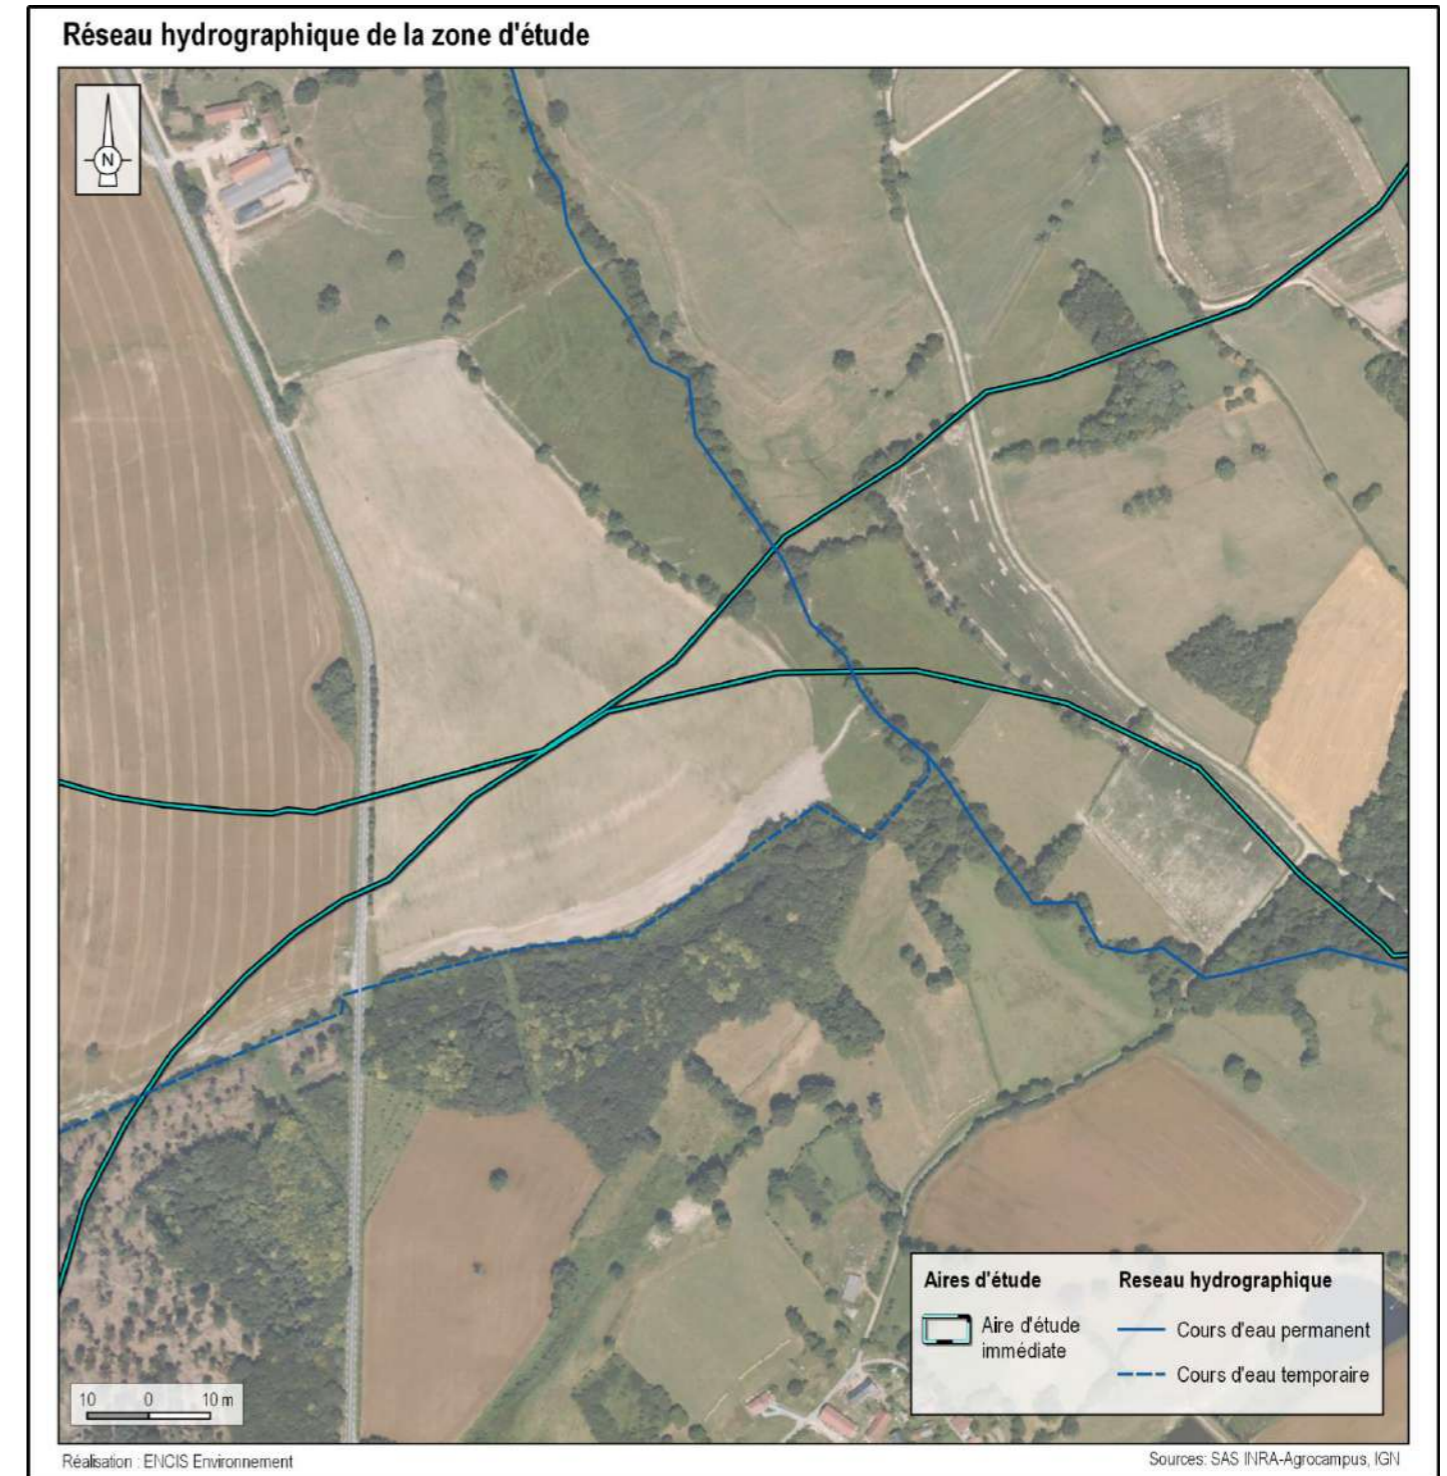 Réseau hydrographique de la zone d'étude
N
Aires d'étude
Aire d'étude
immédiate
Reseau hydrographique
Cours d'eau permanent
Cours d'eau temporaire
10 0 10 m
Réalisation : ENCIS Environnement
Sources: SAS INRA-Agrocampus, IGN